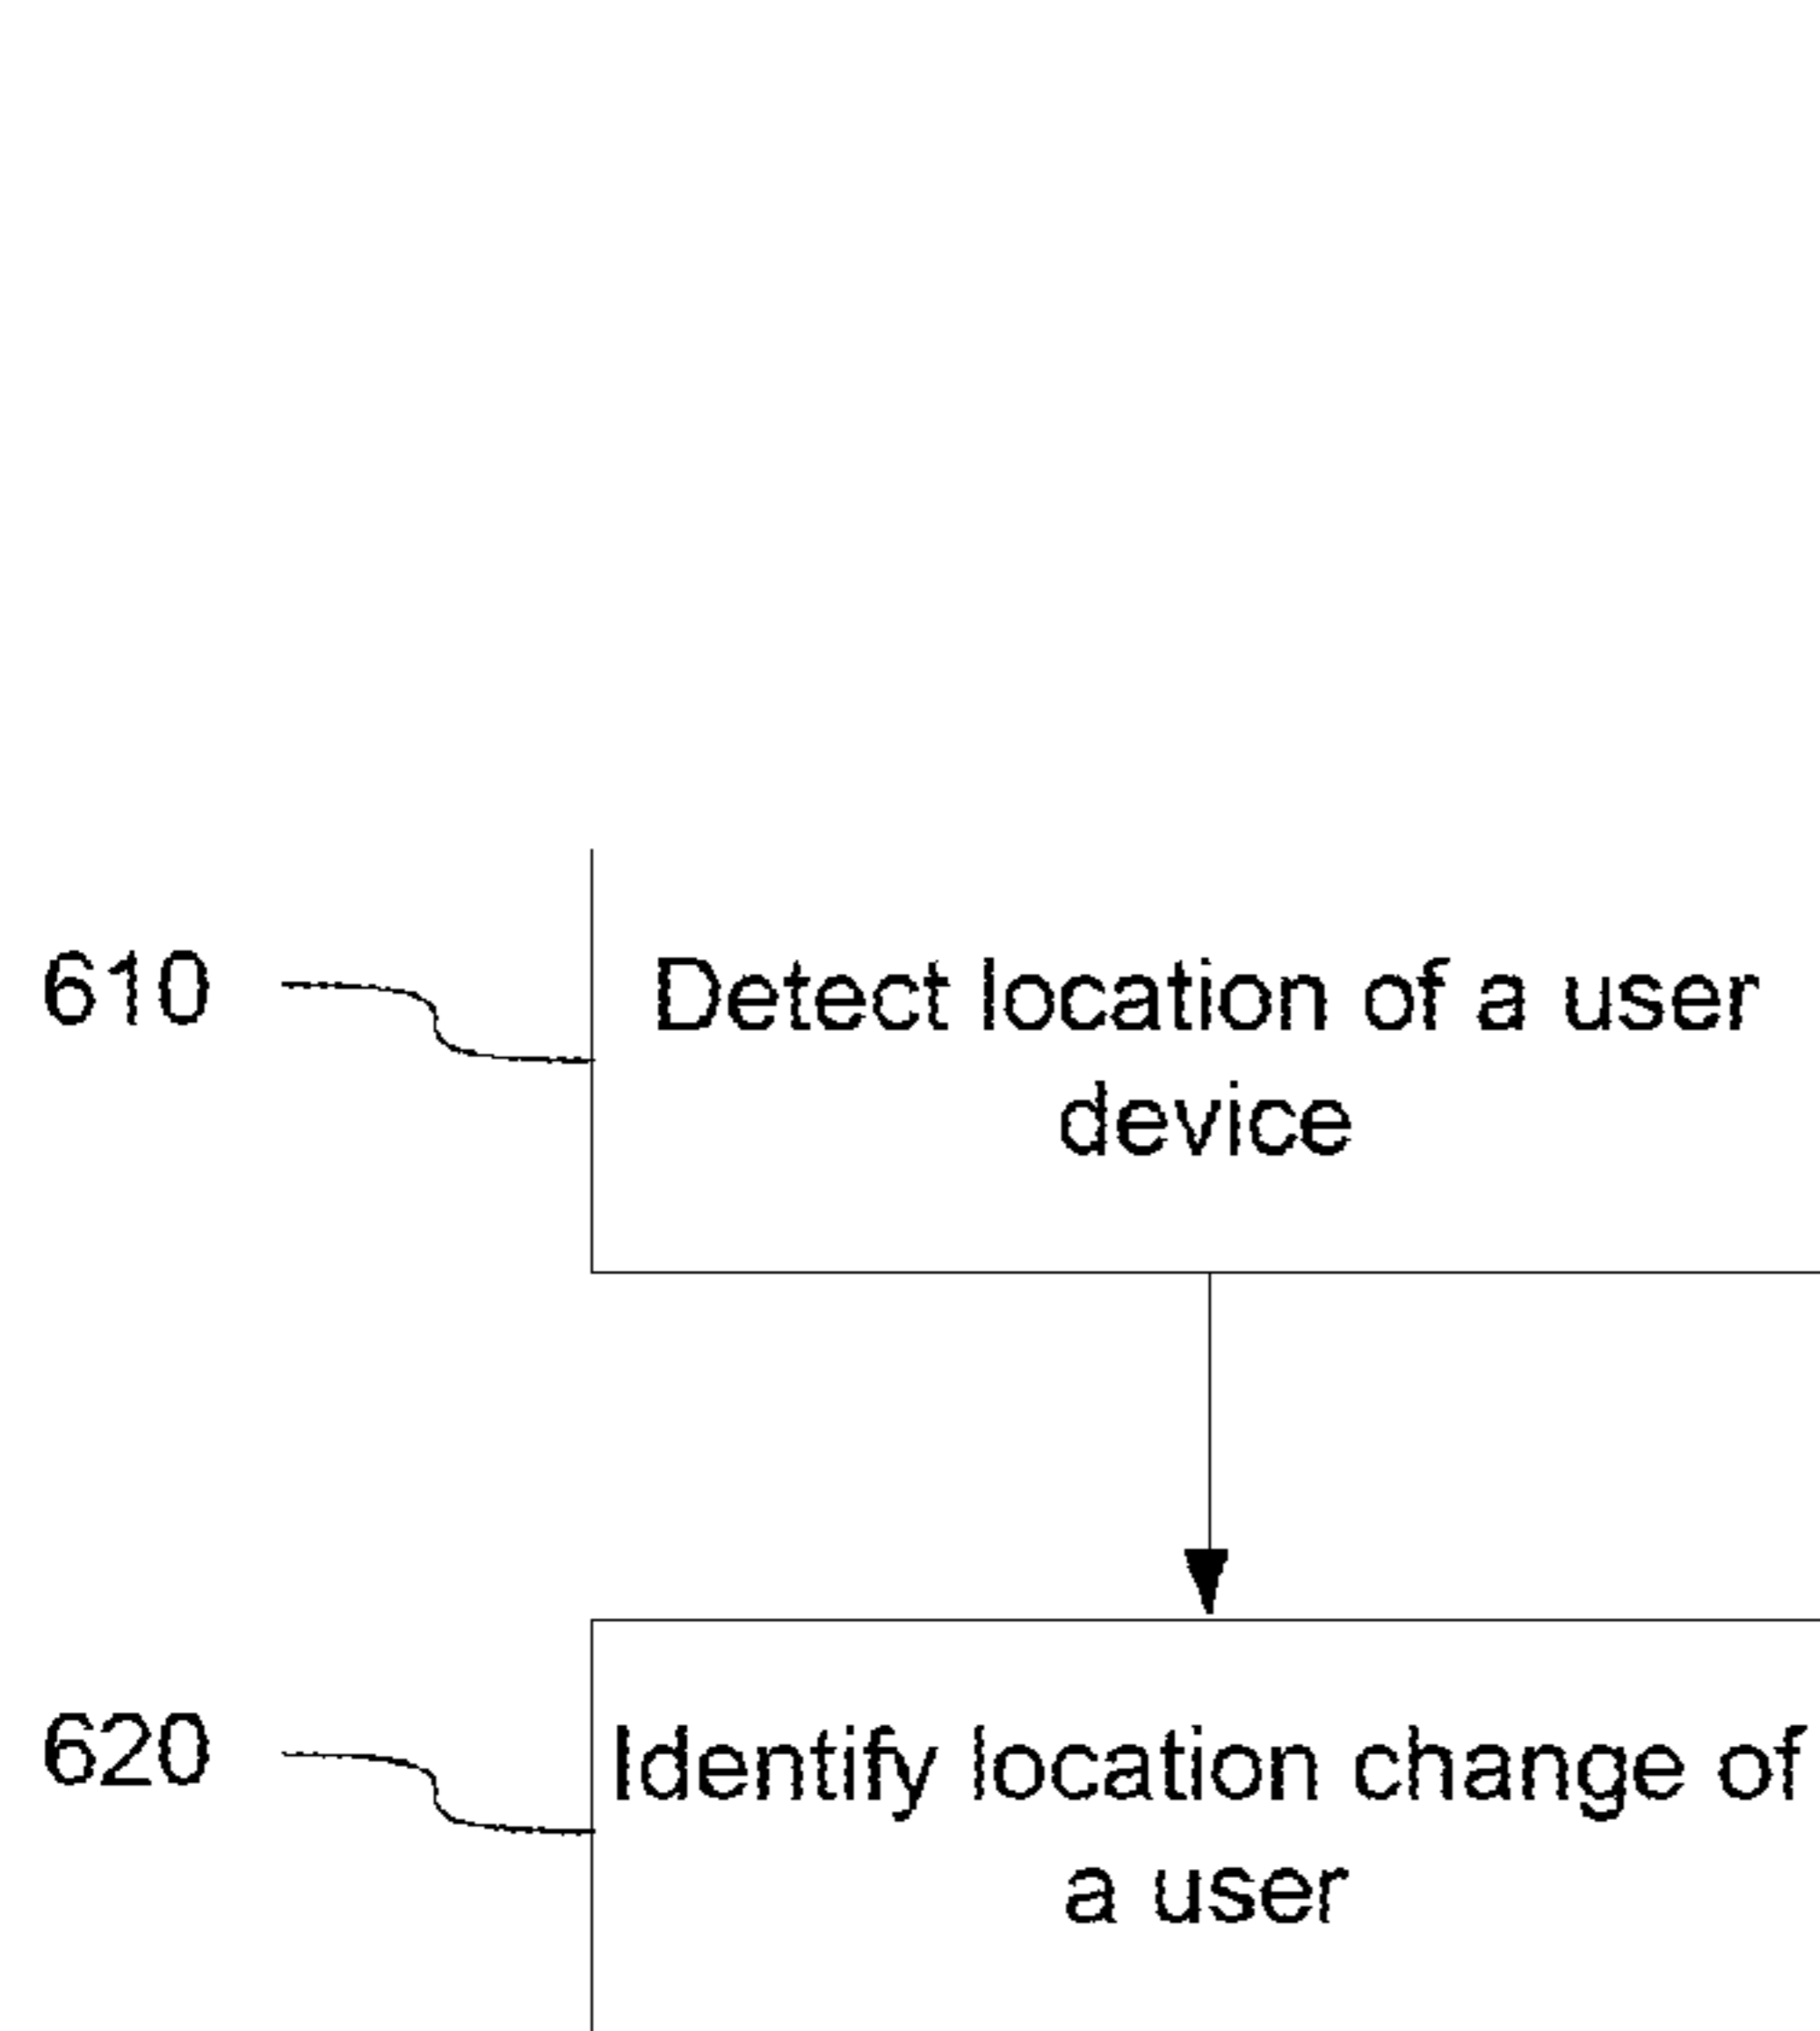 610
Detect location of a user
device
620
Identify location change of
a user